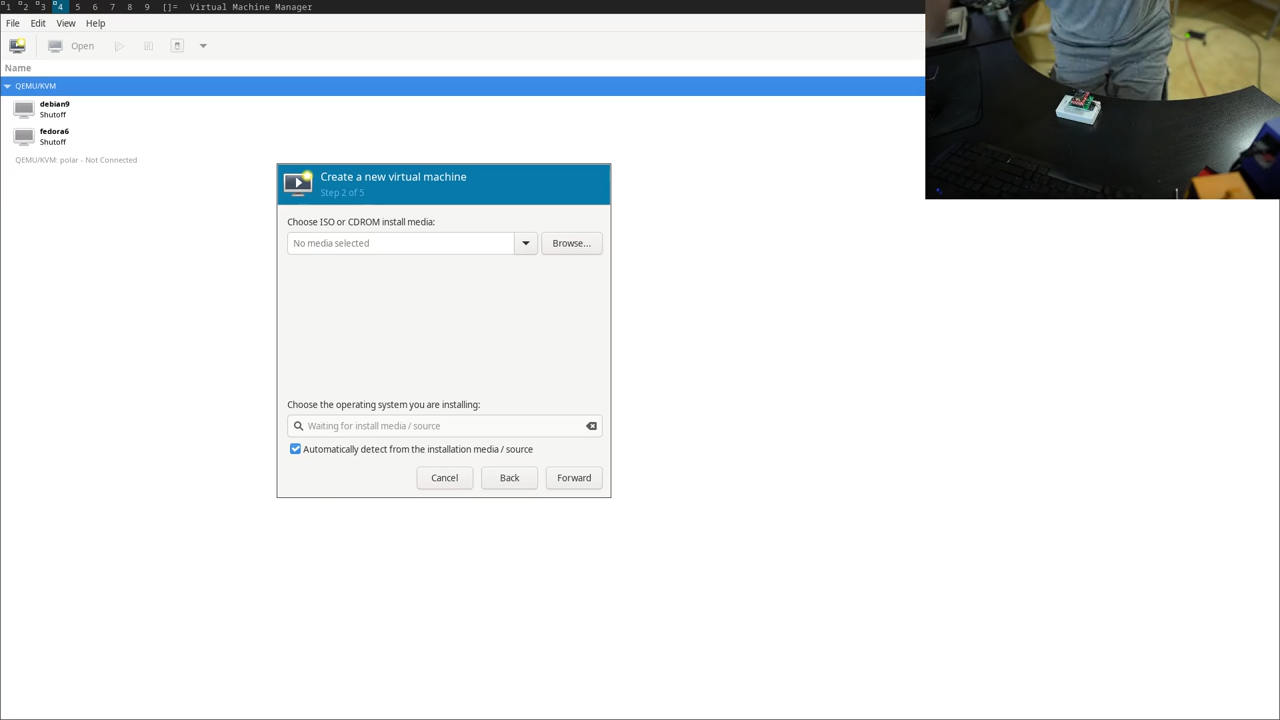 1 2 3 4 5 6 7 8 9 []= Virtual Machine Manager
File Edit View Help
Open
Name
QEMU/KVM
debian9
Shutoff
fedora6
Shutoff
QEMU/KVM: polar - Not Connected
Create a new virtual machine
Step 2 of 5
Choose ISO or CDROM install media:
No media selected
Browse...
Choose the operating system you are installing:
Waiting for install media / source
Automatically detect from the installation media / source
Cancel Back Forward